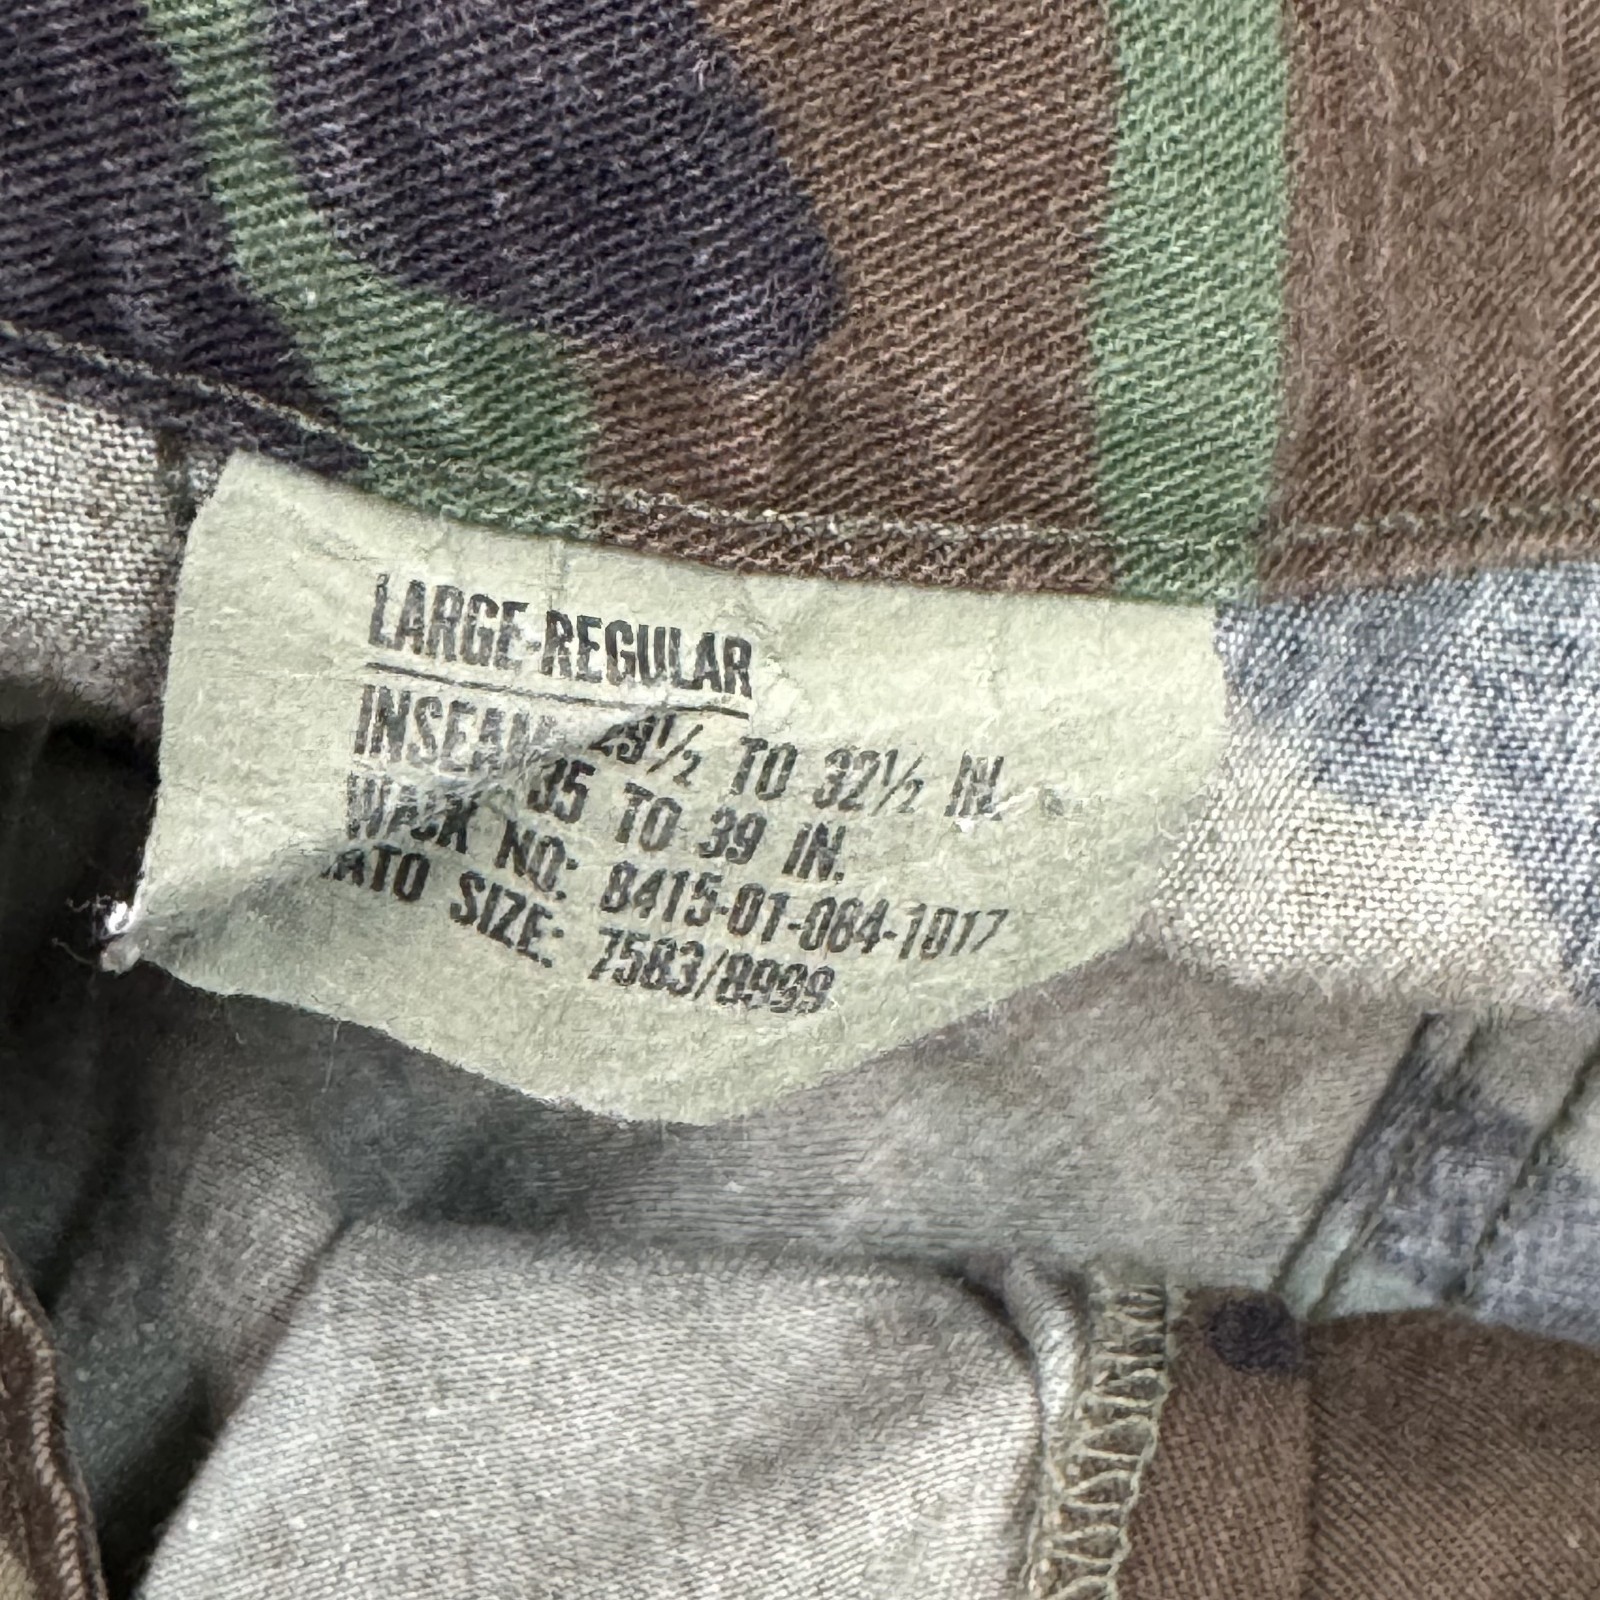 LARGE-REGULAR
INSEAM 29½ TO 32½ IN.
35 TO 39 IN.
NO: 8415-01-084-1017
NATO SIZE: 7583/8999